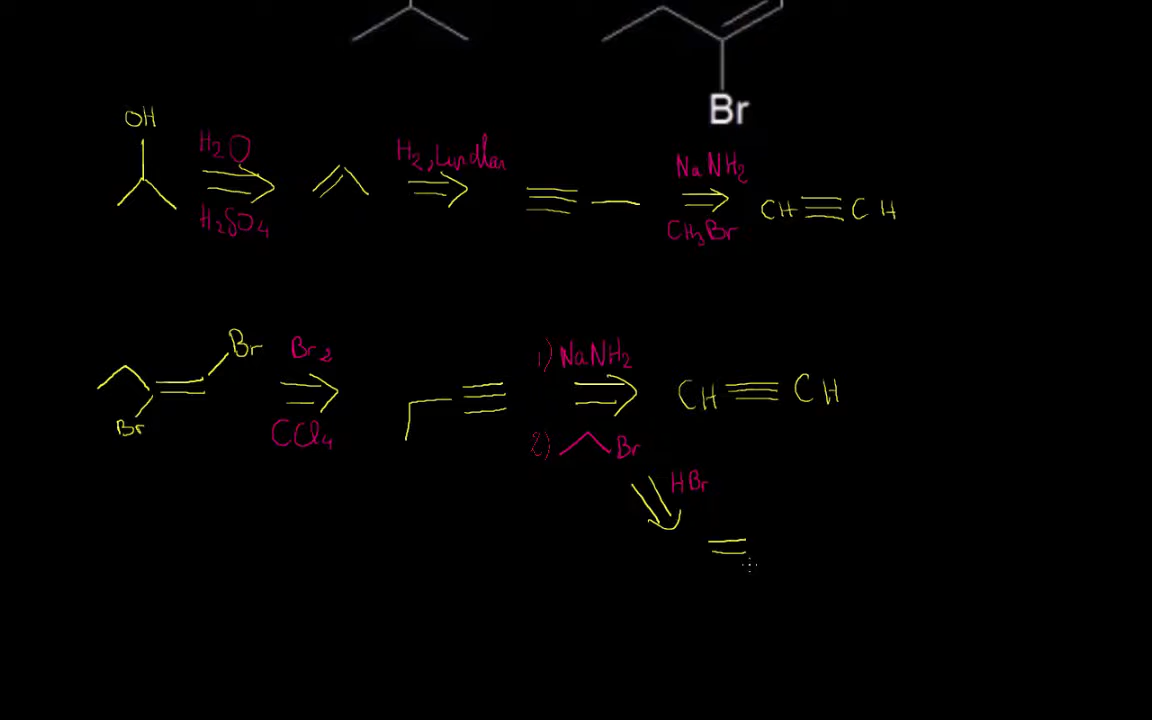 Br
OH
H2O
H2SO4
H2, Lindlar
NaNH2
CH3Br
CH≡CH
Br
Br
Br2
CCl4
1) NaNH2
2) Br
CH≡CH
HBr